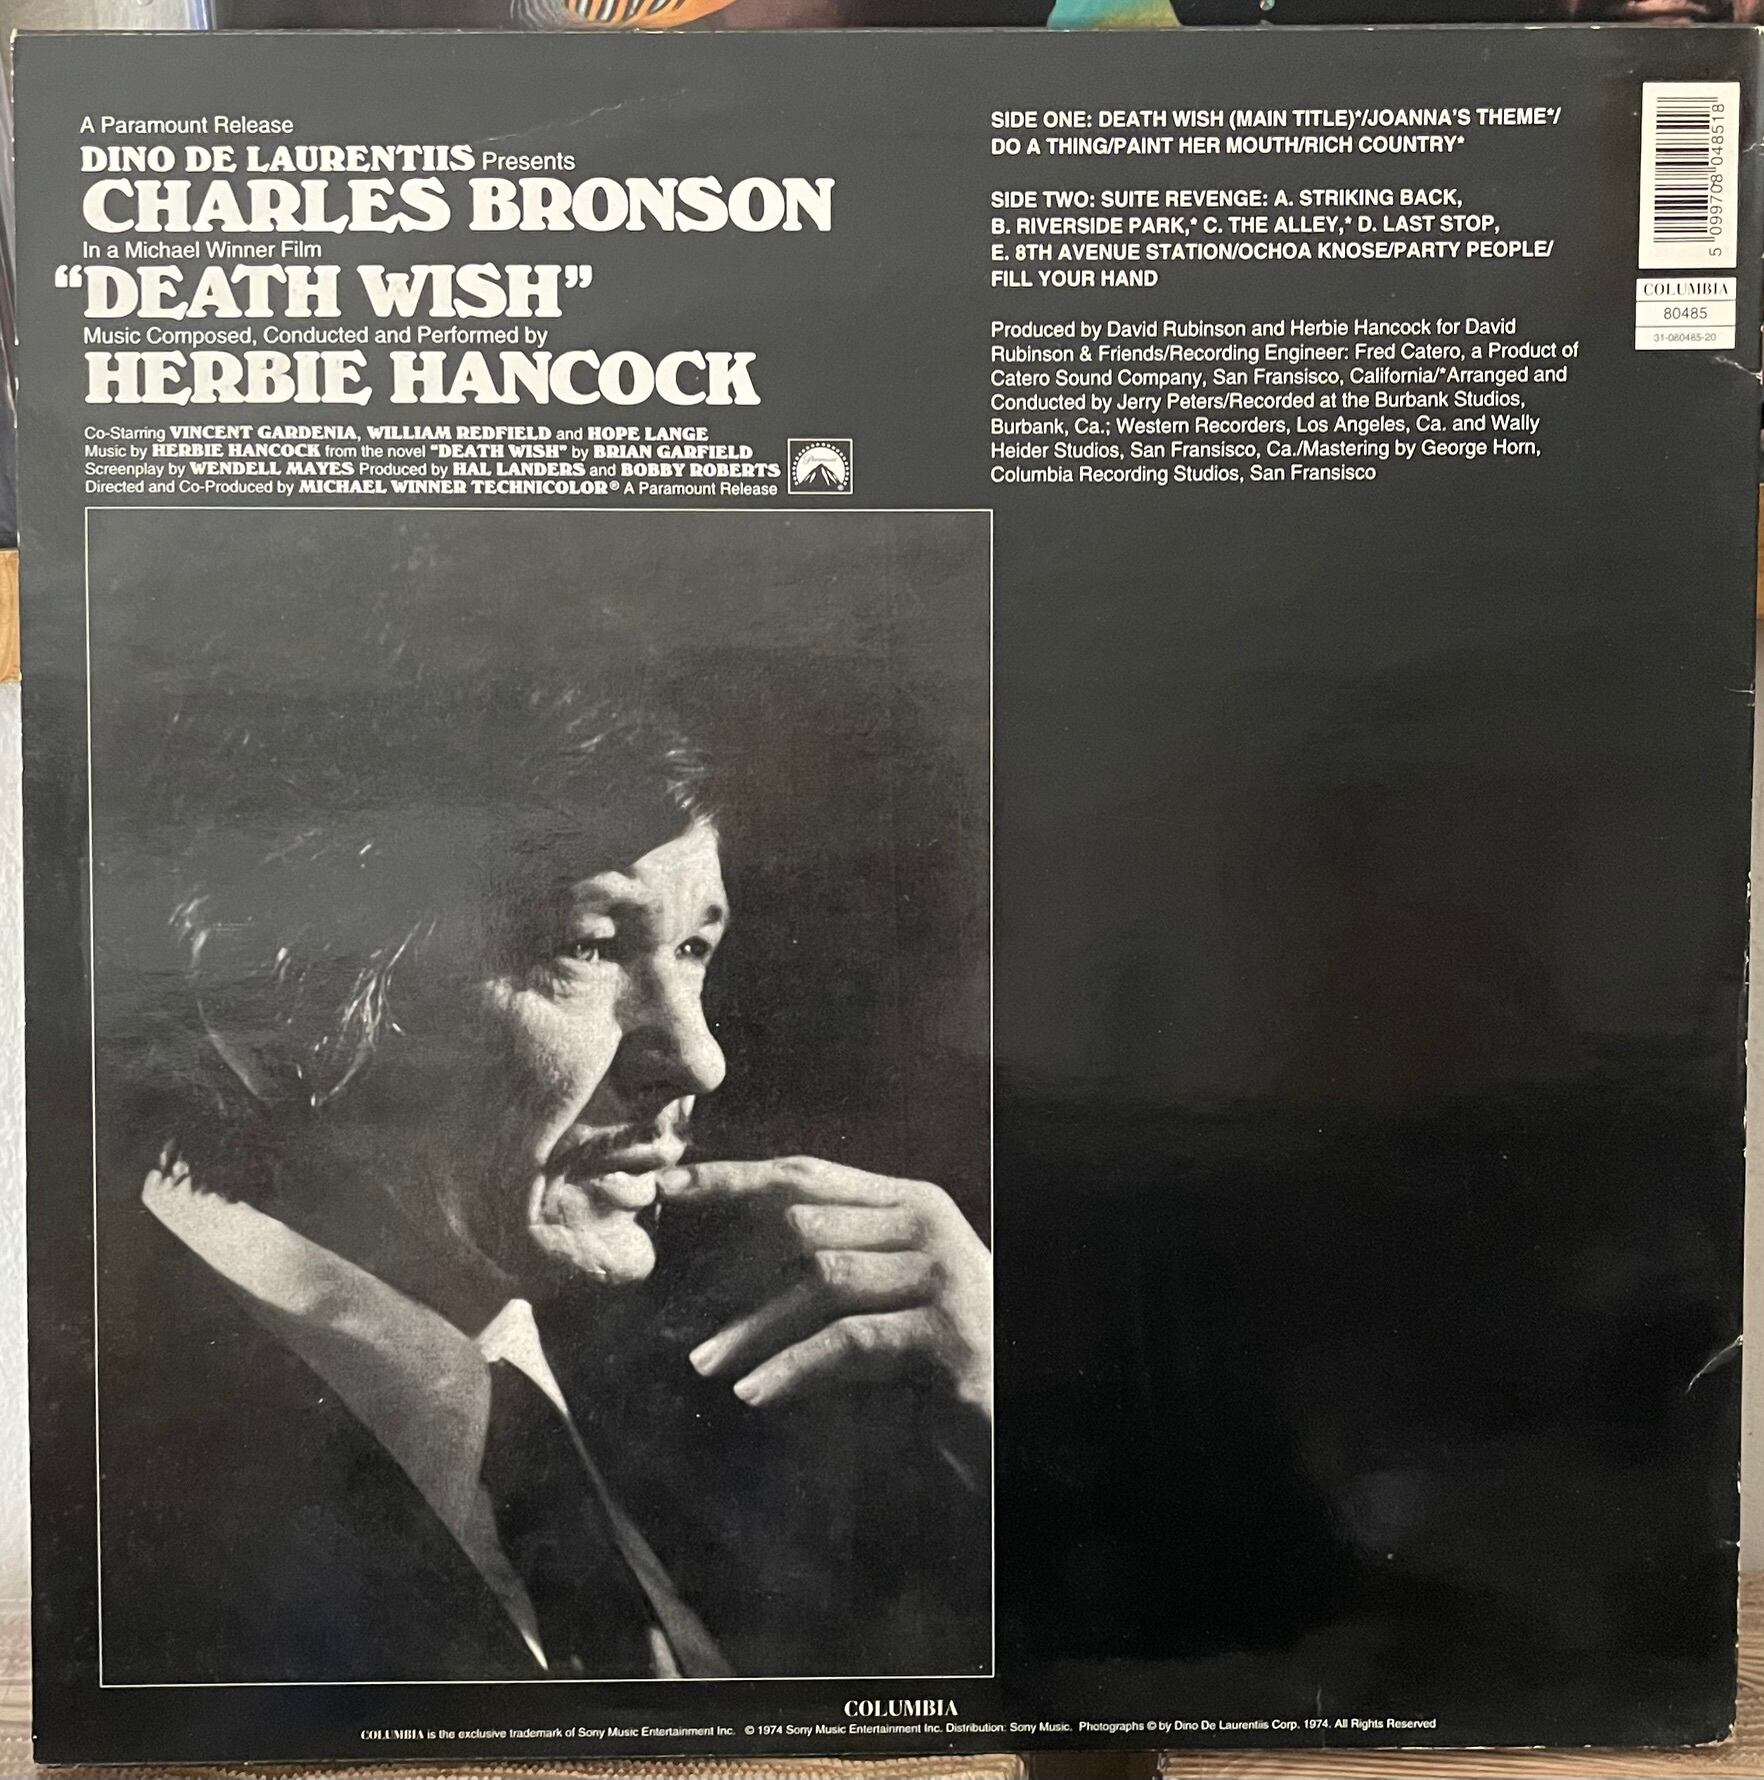 A Paramount Release
DINO DE LAURENTIIS Presents
CHARLES BRONSON
In a Michael Winner Film
“DEATH WISH”
Music Composed, Conducted and Performed by
HERBIE HANCOCK
Co-Starring VINCENT GARDENIA, WILLIAM REDFIELD and HOPE LANGE
Music by HERBIE HANCOCK from the novel "DEATH WISH" by BRIAN GARFIELD
Screenplay by WENDELL MAYES Produced by HAL LANDERS and BOBBY ROBERTS
Directed and Co-Produced by MICHAEL WINNER TECHNICOLOR® A Paramount Release
Paramount
SIDE ONE: DEATH WISH (MAIN TITLE)*/JOANNA'S THEME*/
DO A THING/PAINT HER MOUTH/RICH COUNTRY*
SIDE TWO: SUITE REVENGE: A. STRIKING BACK,
B. RIVERSIDE PARK,* C. THE ALLEY,* D. LAST STOP,
E. 8TH AVENUE STATION/OCHOA KNOSE/PARTY PEOPLE/
FILL YOUR HAND
Produced by David Rubinson and Herbie Hancock for David
Rubinson & Friends/Recording Engineer: Fred Catero, a Product of
Catero Sound Company, San Fransisco, California/*Arranged and
Conducted by Jerry Peters/Recorded at the Burbank Studios,
Burbank, Ca.; Western Recorders, Los Angeles, Ca. and Wally
Heider Studios, San Fransisco, Ca./Mastering by George Horn,
Columbia Recording Studios, San Fransisco
5 099708 048518
COLUMBIA
80485
31-080485-20
COLUMBIA
COLUMBIA is the exclusive trademark of Sony Music Entertainment Inc. © 1974 Sony Music Entertainment Inc. Distribution: Sony Music. Photographs © by Dino De Laurentiis Corp. 1974. All Rights Reserved